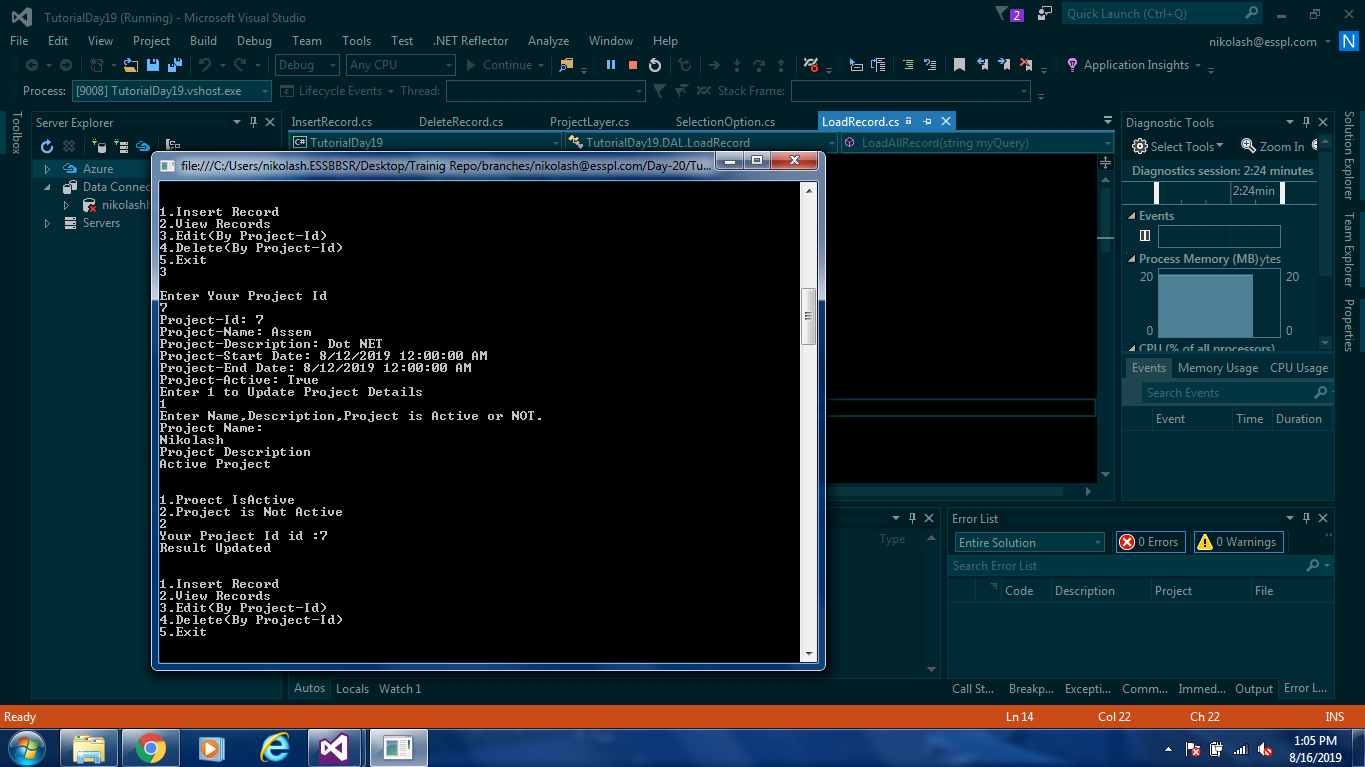 TutorialDay19 (Running) - Microsoft Visual Studio
2
Quick Launch (Ctrl+Q)
File Edit View Project Build Debug Team Tools Test .NET Reflector Analyze Window Help
nikolash@esspl.com N
Debug Any CPU Continue Application Insights
Process: [9008] TutorialDay19.vshost.exe Lifecycle Events Thread: Stack Frame:
Toolbox
Server Explorer
Azure
Data Connec
nikolash
Servers
InsertRecord.cs DeleteRecord.cs ProjectLayer.cs SelectionOption.cs LoadRecord.cs
TutorialDay19 TutorialDay19.DAL.LoadRecord LoadAllRecord(string myQuery)
file:///C:/Users/nikolash.ESSBBSR/Desktop/Trainig Repo/branches/nikolash@esspl.com/Day-20/Tu...
1.Insert Record
2.View Records
3.Edit(By Project-Id)
4.Delete(By Project-Id)
5.Exit
3
Enter Your Project Id
7
Project-Id: 7
Project-Name: Assem
Project-Description: Dot NET
Project-Start Date: 8/12/2019 12:00:00 AM
Project-End Date: 8/12/2019 12:00:00 AM
Project-Active: True
Enter 1 to Update Project Details
1
Enter Name,Description,Project is Active or NOT.
Project Name:
Nikolash
Project Description
Active Project
1.Proect IsActive
2.Project is Not Active
2
Your Project Id id :7
Result Updated
1.Insert Record
2.View Records
3.Edit(By Project-Id)
4.Delete(By Project-Id)
5.Exit
Diagnostic Tools
Select Tools Zoom In
Diagnostics session: 2:24 minutes
2:24min
Events
Process Memory (MB) ytes
20 20
0 0
CPU (% of all processors)
Events Memory Usage CPU Usage
Search Events
Event Time Duration
Solution Explorer
Team Explorer
Properties
Type
Autos Locals Watch 1
Error List
Entire Solution 0 Errors 0 Warnings
Search Error List
Code Description Project File
Call St... Breakp... Excepti... Comm... Immed... Output Error L...
Ready Ln 14 Col 22 Ch 22 INS
1:05 PM
8/16/2019